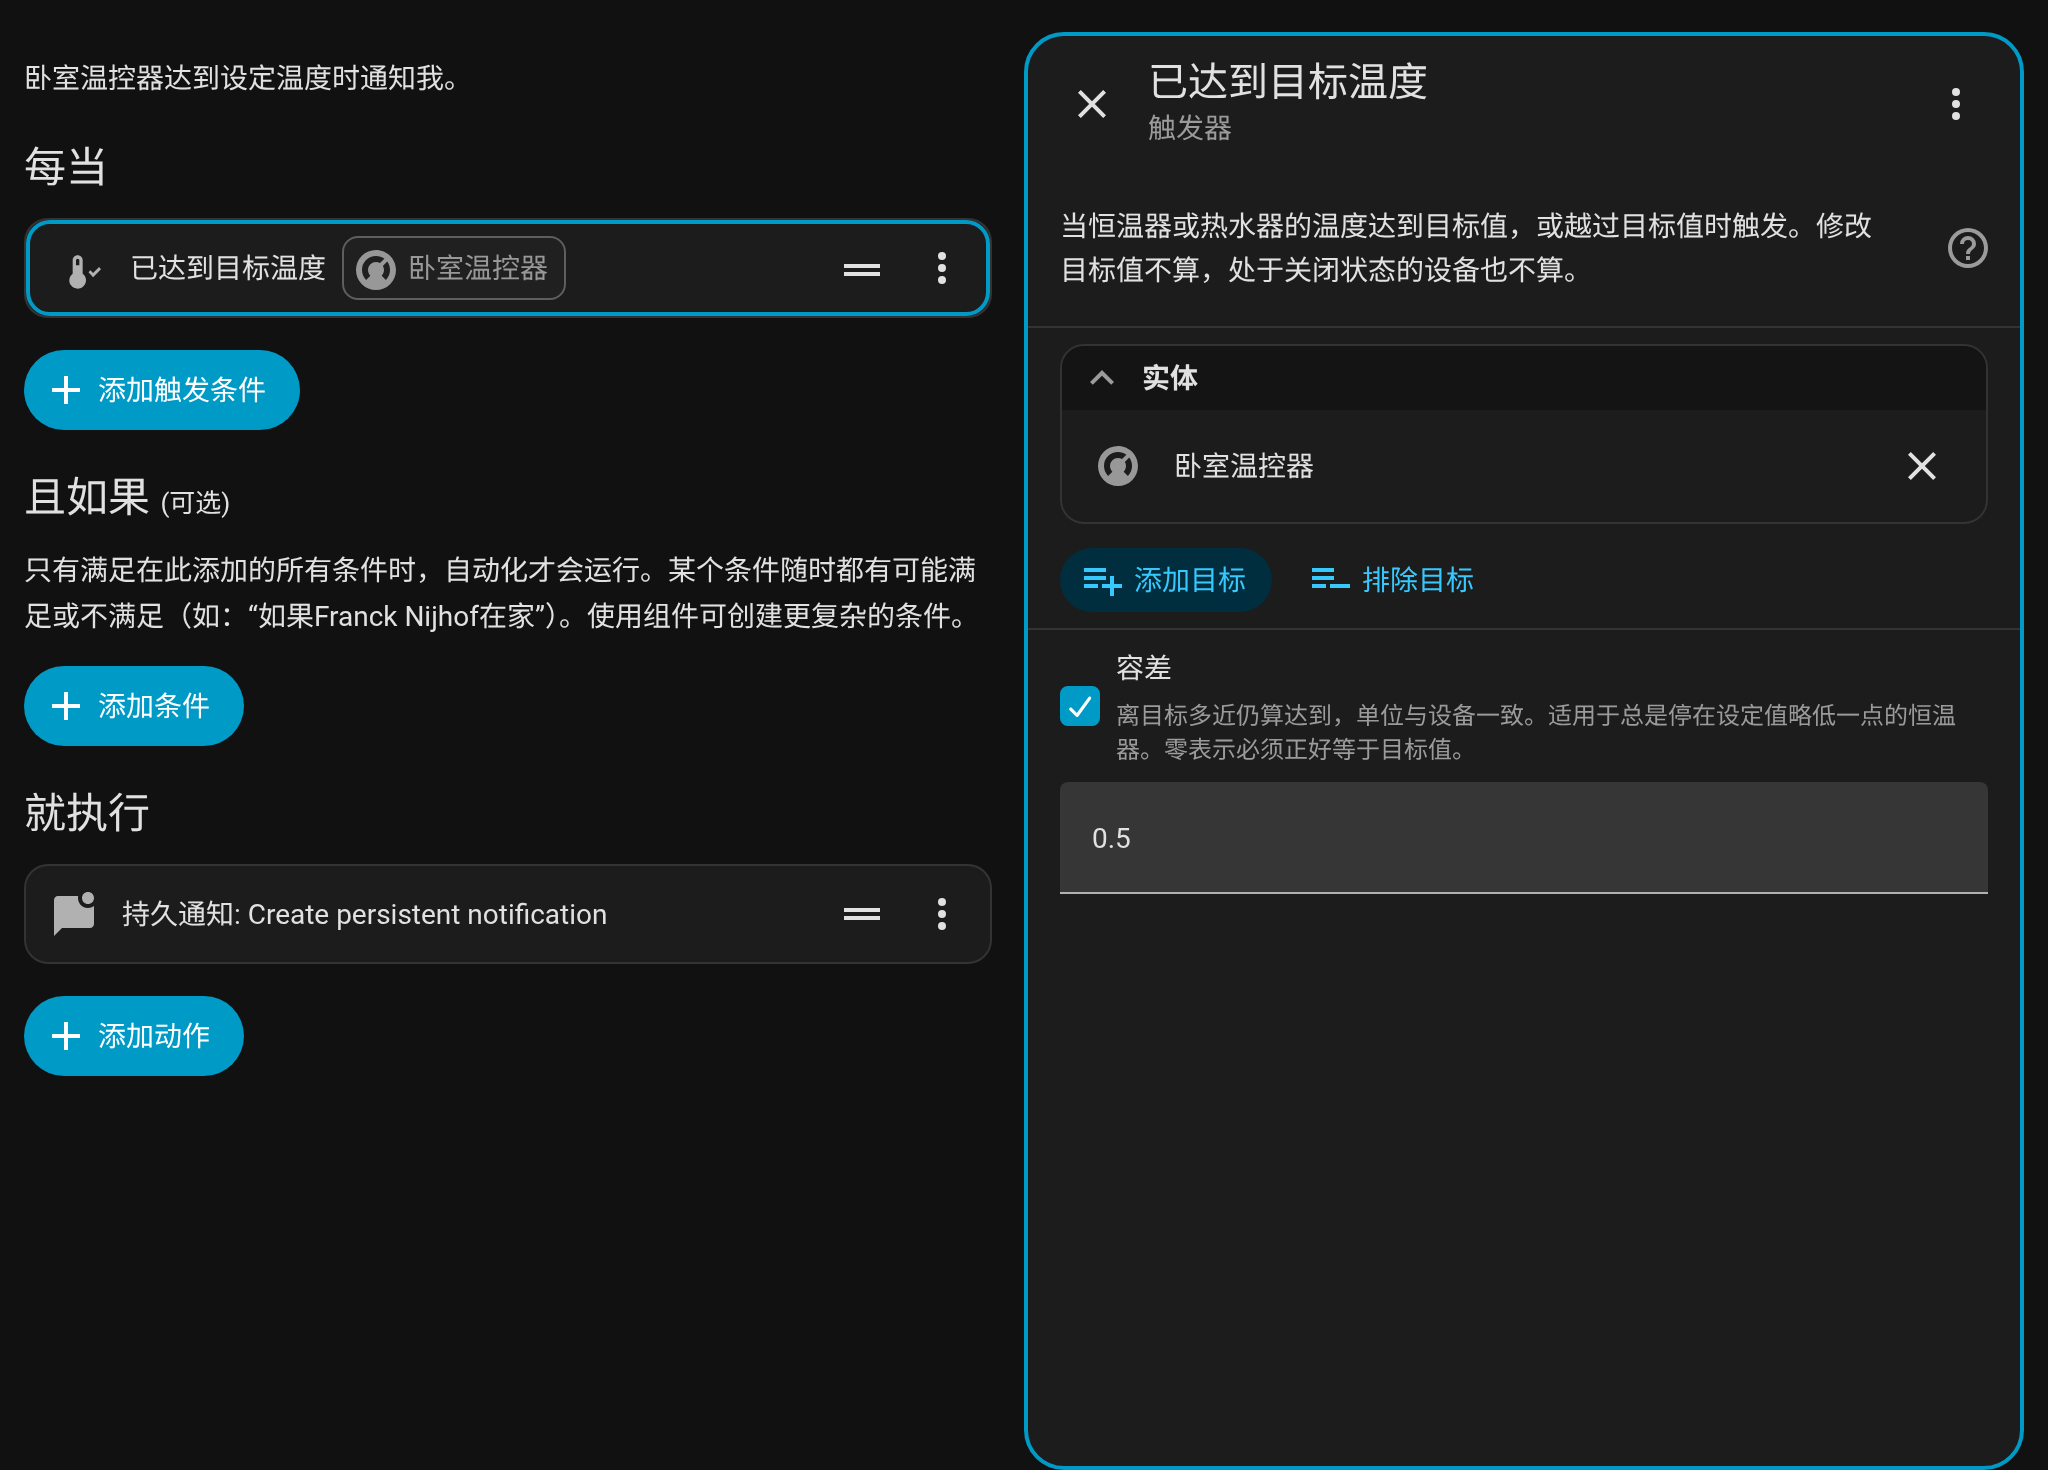 卧室温控器达到设定温度时通知我。
每当
已达到目标温度 卧室温控器
添加触发条件
且如果 (可选)
只有满足在此添加的所有条件时，自动化才会运行。某个条件随时都有可能满
足或不满足（如：“如果Franck Nijhof在家”）。使用组件可创建更复杂的条件。
添加条件
就执行
持久通知: Create persistent notification
添加动作
已达到目标温度
触发器
当恒温器或热水器的温度达到目标值，或越过目标值时触发。修改
目标值不算，处于关闭状态的设备也不算。
实体
卧室温控器
添加目标 排除目标
容差
离目标多近仍算达到，单位与设备一致。适用于总是停在设定值略低一点的恒温
器。零表示必须正好等于目标值。
0.5